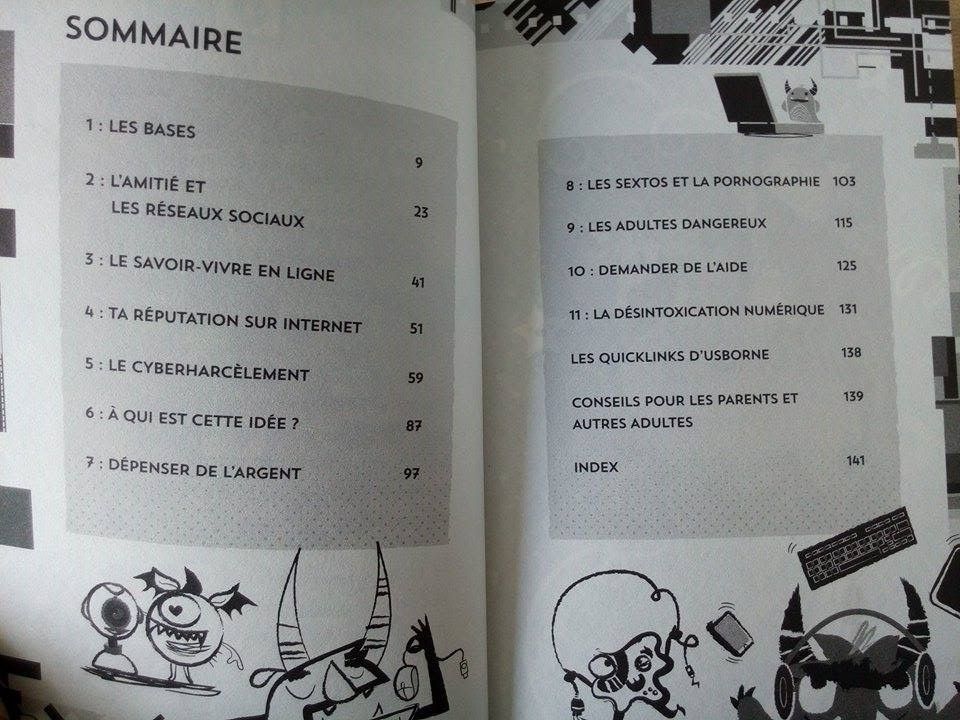 SOMMAIRE
1 : LES BASES 9
2 : L'AMITIÉ ET
LES RÉSEAUX SOCIAUX 23
3 : LE SAVOIR-VIVRE EN LIGNE 41
4 : TA RÉPUTATION SUR INTERNET 51
5 : LE CYBERHARCÈLEMENT 59
6 : À QUI EST CETTE IDÉE ? 87
7 : DÉPENSER DE L'ARGENT 97
8 : LES SEXTOS ET LA PORNOGRAPHIE 103
9 : LES ADULTES DANGEREUX 115
10 : DEMANDER DE L'AIDE 125
11 : LA DÉSINTOXICATION NUMÉRIQUE 131
LES QUICKLINKS D'USBORNE 138
CONSEILS POUR LES PARENTS ET 139
AUTRES ADULTES
INDEX 141